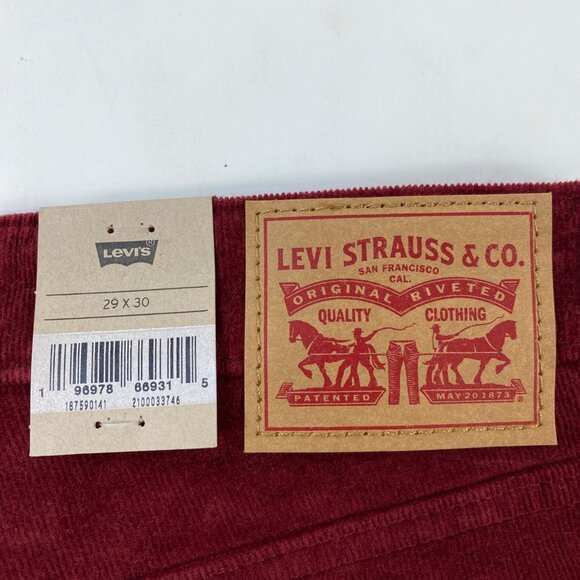 LEVI'S®
29 X 30
1 96978 66931 5
187590141 2100033746
LEVI STRAUSS & CO.
SAN FRANCISCO
CAL.
ORIGINAL RIVETED
QUALITY CLOTHING
PATENTED MAY 20 1873 ®